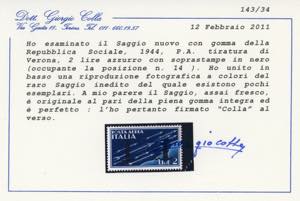 143/34
Dott. Giorgio Colla
Tel. 011
12 Febbraio 2011
Ho esaminato il Saggio nuovo con gomma della
Repubblica Sociale, 1944, P.A. tiratura di
Verona, 2 lire azzurro con soprastampe in
nero (occupante la posizione n. 14 ). Ho unito in
basso una riproduzione fotografica a colori del
raro Saggio inedito del quale esistono pochi
esemplari. A mio parere il Saggio, assai fresco,
è originale al pari della piena gomma integra ed
è perfetto : l'ho pertanto firmato "Colla" al
verso.
POSTA AEREA
ITALIA
LIRE 2